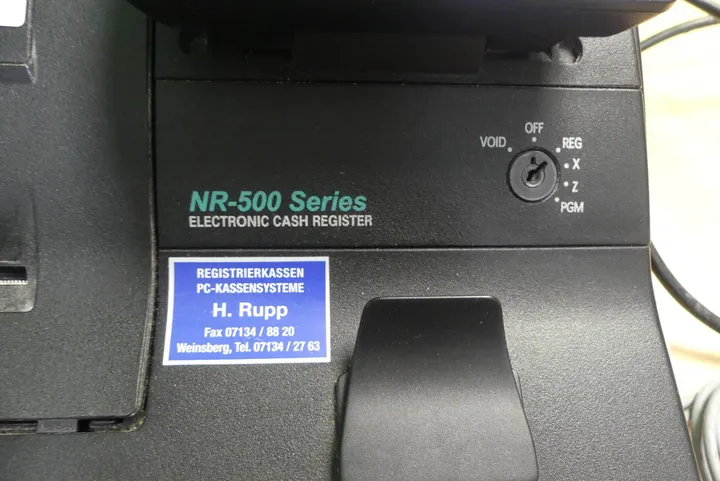 OFF
VOID
REG
X
Z
PGM
NR-500 Series
ELECTRONIC CASH REGISTER
REGISTRIERKASSEN
PC-KASSENSYSTEME
H. Rupp
Fax 07134 / 88 20
Weinsberg, Tel. 07134 / 27 63